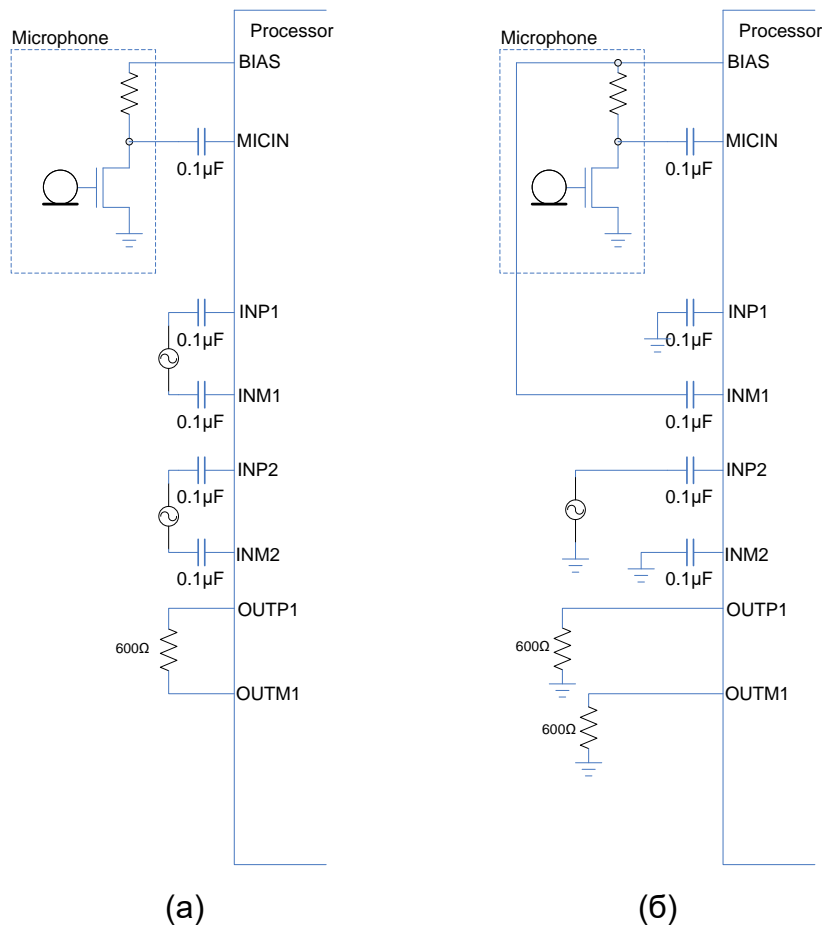 Processor
Microphone
BIAS
MICIN
0.1µF
INP1
0.1µF
INM1
0.1µF
INP2
0.1µF
INM2
0.1µF
OUTP1
600Ω
OUTM1
(а)
Processor
Microphone
BIAS
MICIN
0.1µF
INP1
0.1µF
INM1
0.1µF
INP2
0.1µF
INM2
0.1µF
OUTP1
600Ω
OUTM1
600Ω
(б)